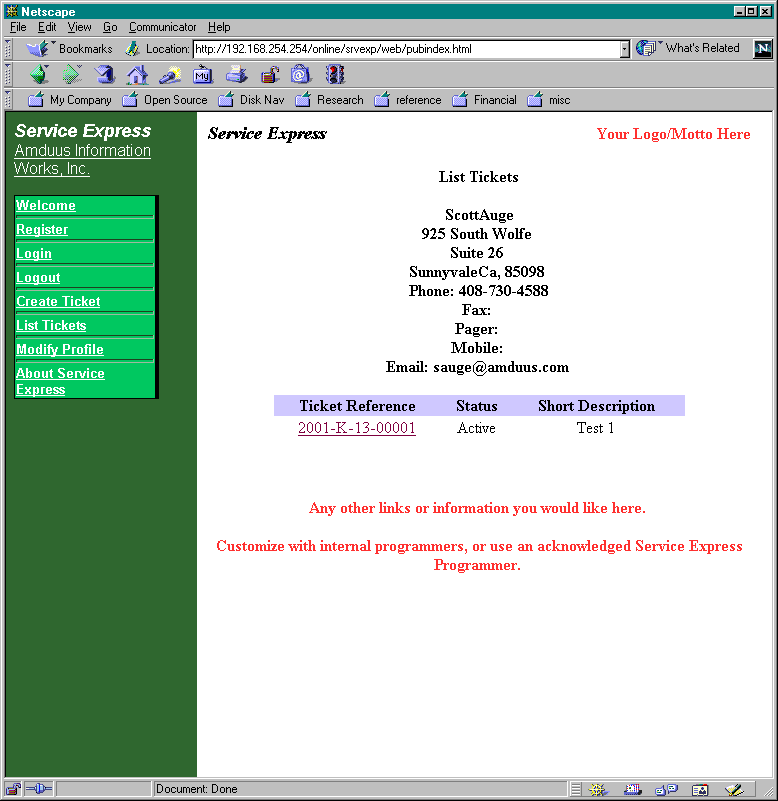 Netscape
File Edit View Go Communicator Help
Bookmarks Location: http://192.168.254.254/online/srvexp/web/pubindex.html What's Related N
My
My Company Open Source Disk Nav Research reference Financial misc
Service Express
Amduus Information
Works, Inc.
Welcome
Register
Login
Logout
Create Ticket
List Tickets
Modify Profile
About Service
Express
Service Express Your Logo/Motto Here
List Tickets
ScottAuge
925 South Wolfe
Suite 26
SunnyvaleCa, 85098
Phone: 408-730-4588
Fax:
Pager:
Mobile:
Email: sauge@amduus.com
Ticket Reference Status Short Description
2001-K-13-00001 Active Test 1
Any other links or information you would like here.
Customize with internal programmers, or use an acknowledged Service Express
Programmer.
Document: Done